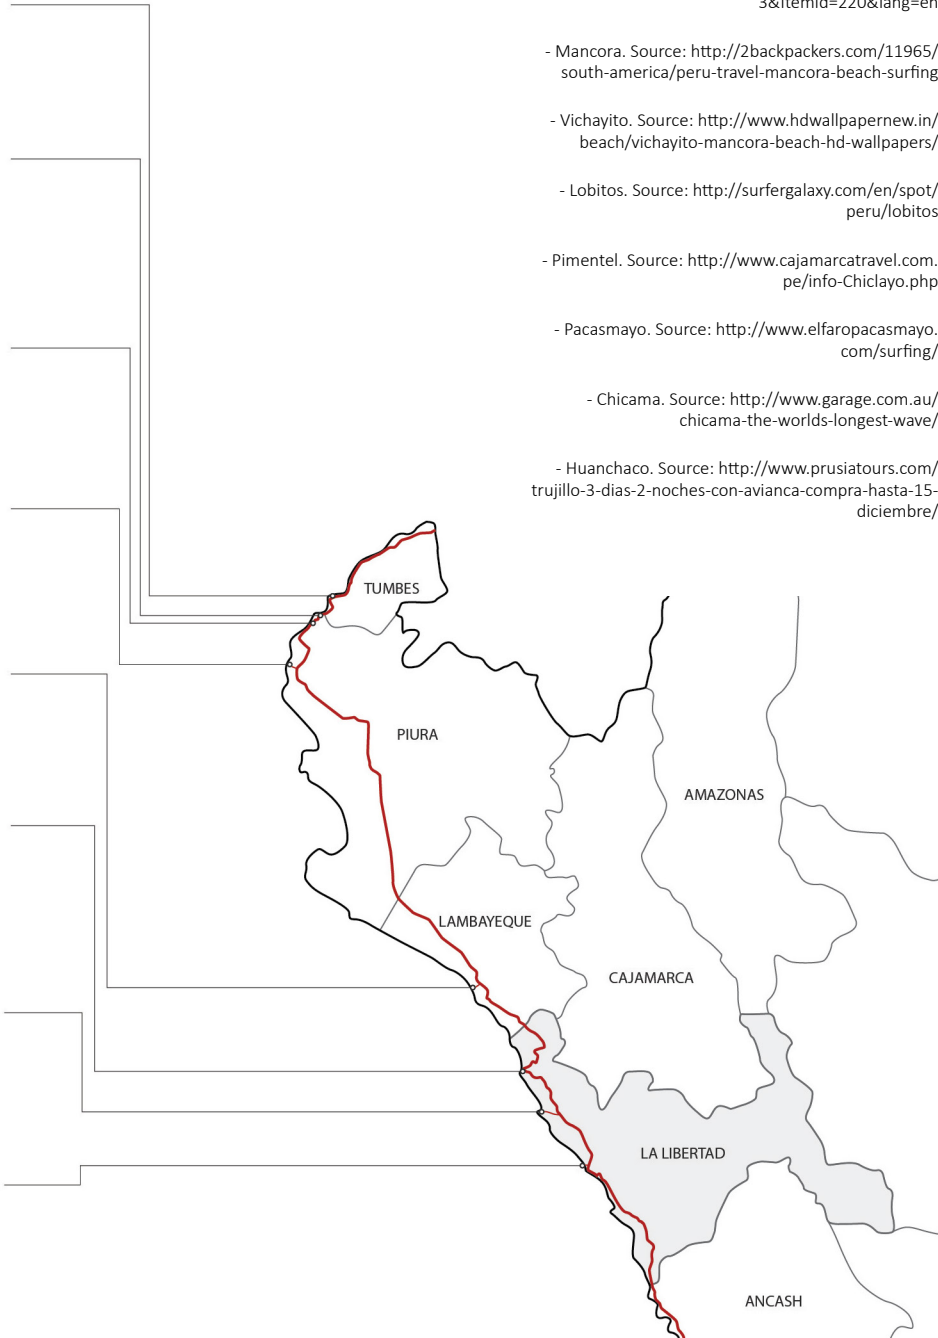 3&Itemid=220&lang=en
- Mancora. Source: http://2backpackers.com/11965/
south-america/peru-travel-mancora-beach-surfing
- Vichayito. Source: http://www.hdwallpapernew.in/
beach/vichayito-mancora-beach-hd-wallpapers/
- Lobitos. Source: http://surfergalaxy.com/en/spot/
peru/lobitos
- Pimentel. Source: http://www.cajamarcatravel.com.
pe/info-Chiclayo.php
- Pacasmayo. Source: http://www.elfaropacasmayo.
com/surfing/
- Chicama. Source: http://www.garage.com.au/
chicama-the-worlds-longest-wave/
- Huanchaco. Source: http://www.prusiatours.com/
trujillo-3-dias-2-noches-con-avianca-compra-hasta-15-
diciembre/
TUMBES
PIURA
AMAZONAS
LAMBAYEQUE
CAJAMARCA
LA LIBERTAD
ANCASH